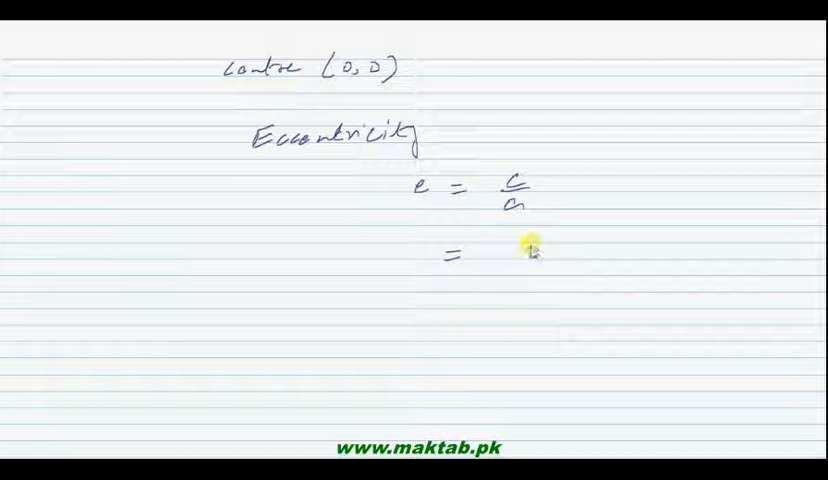 Centre (0,0)
Eccentricity
e = c/a
=
www.maktab.pk